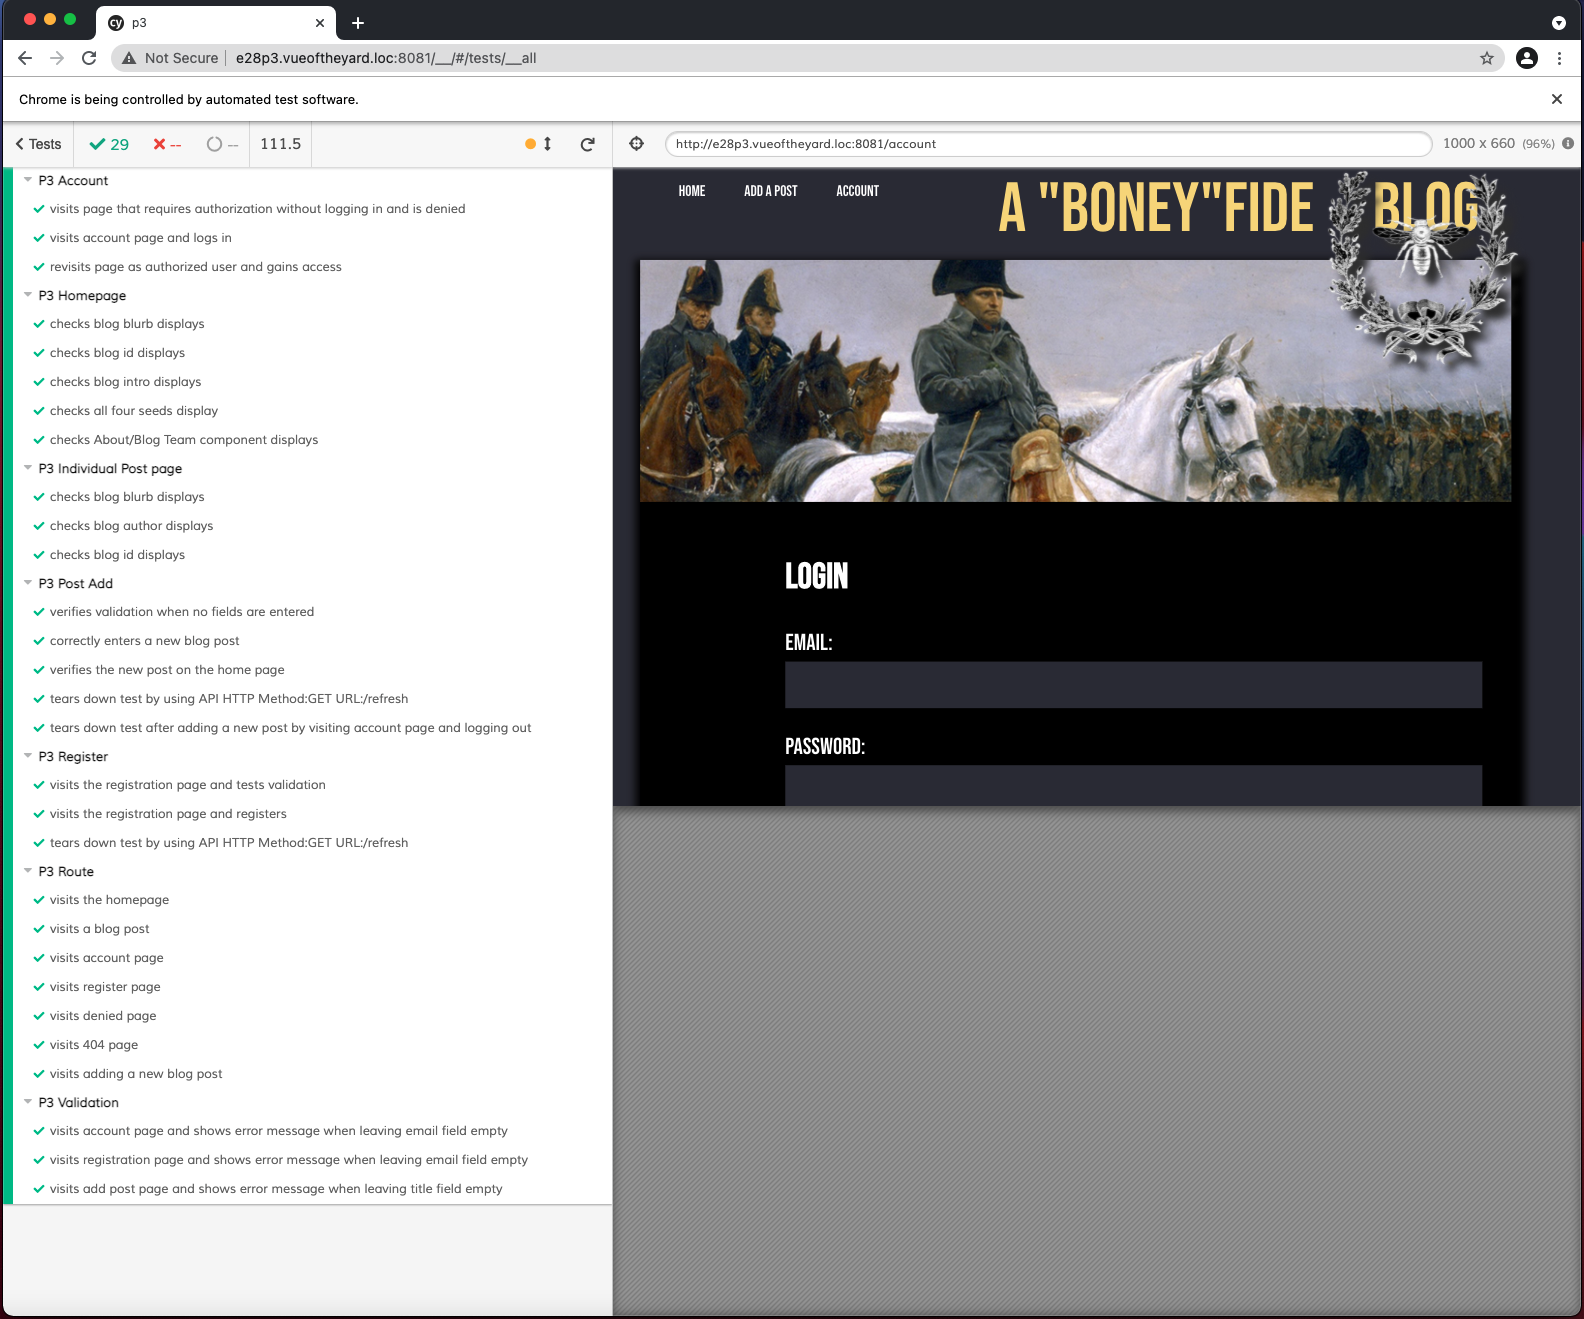 cy p3
Not Secure e28p3.vueoftheyard.loc:8081/__/#/tests/__all
Chrome is being controlled by automated test software.
Tests 29 -- -- 111.5
http://e28p3.vueoftheyard.loc:8081/account 1000 x 660 (96%)
P3 Account
visits page that requires authorization without logging in and is denied
visits account page and logs in
revisits page as authorized user and gains access
P3 Homepage
checks blog blurb displays
checks blog id displays
checks blog intro displays
checks all four seeds display
checks About/Blog Team component displays
P3 Individual Post page
checks blog blurb displays
checks blog author displays
checks blog id displays
P3 Post Add
verifies validation when no fields are entered
correctly enters a new blog post
verifies the new post on the home page
tears down test by using API HTTP Method:GET URL:/refresh
tears down test after adding a new post by visiting account page and logging out
P3 Register
visits the registration page and tests validation
visits the registration page and registers
tears down test by using API HTTP Method:GET URL:/refresh
P3 Route
visits the homepage
visits a blog post
visits account page
visits register page
visits denied page
visits 404 page
visits adding a new blog post
P3 Validation
visits account page and shows error message when leaving email field empty
visits registration page and shows error message when leaving email field empty
visits add post page and shows error message when leaving title field empty
HOME ADD A POST ACCOUNT
A "BONEY"FIDE BLOG
LOGIN
EMAIL:
PASSWORD: